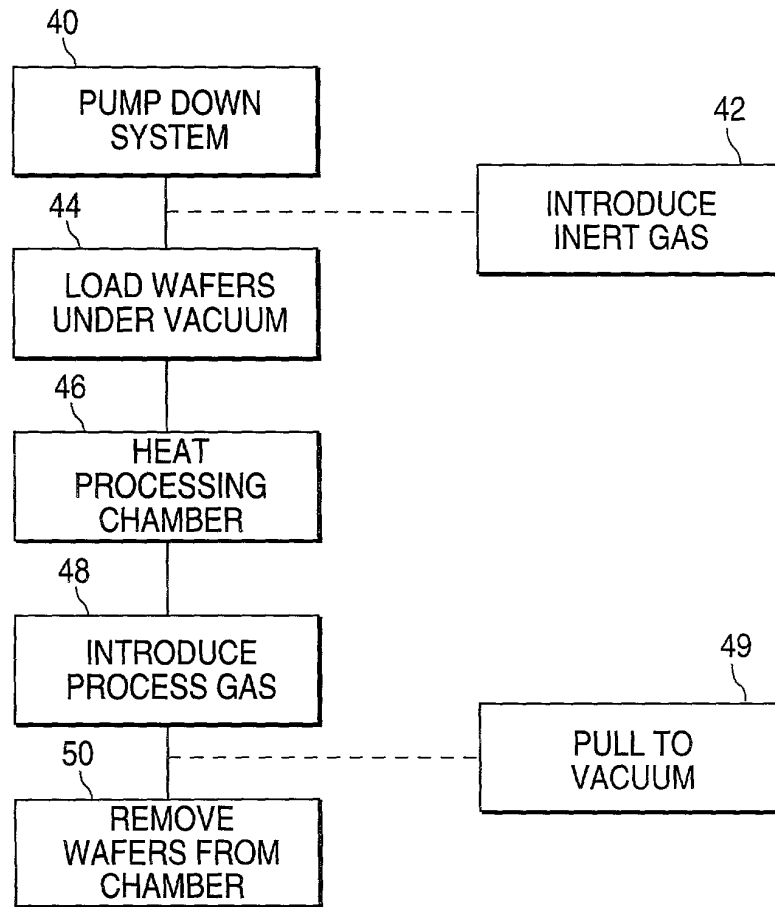 40
PUMP DOWN
SYSTEM
42
INTRODUCE
INERT GAS
44
LOAD WAFERS
UNDER VACUUM
46
HEAT
PROCESSING
CHAMBER
48
INTRODUCE
PROCESS GAS
49
PULL TO
VACUUM
50
REMOVE
WAFERS FROM
CHAMBER